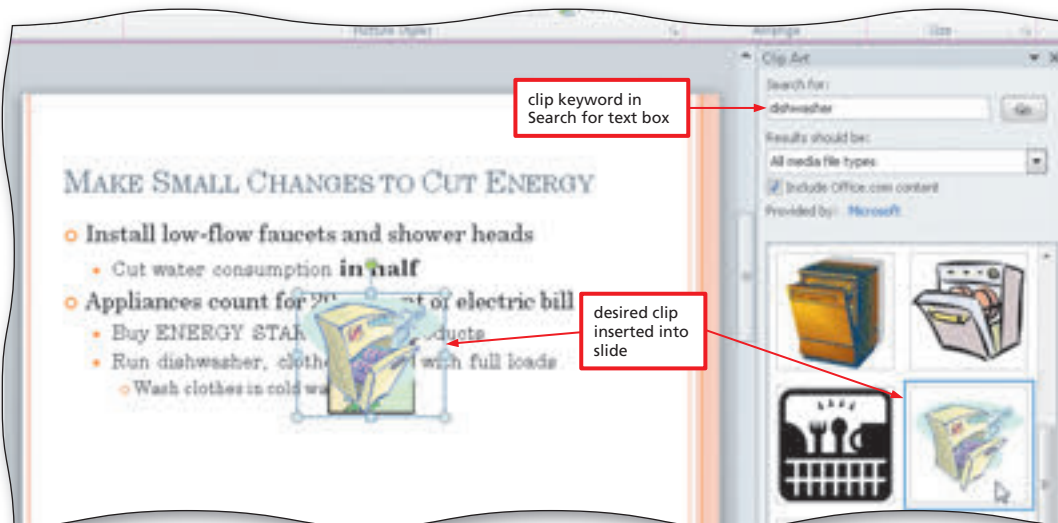 Picture Styles
Arrange
Size
Clip Art
Search for:
dishwasher
Go
Results should be:
All media file types
Include Office.com content
Provided by: Microsoft
clip keyword in
Search for text box
MAKE SMALL CHANGES TO CUT ENERGY
Install low-flow faucets and shower heads
Cut water consumption in half
Appliances count for of electric bill
Buy ENERGY STAR
Run dishwasher, with full loads
Wash clothes in cold
desired clip
inserted into
slide